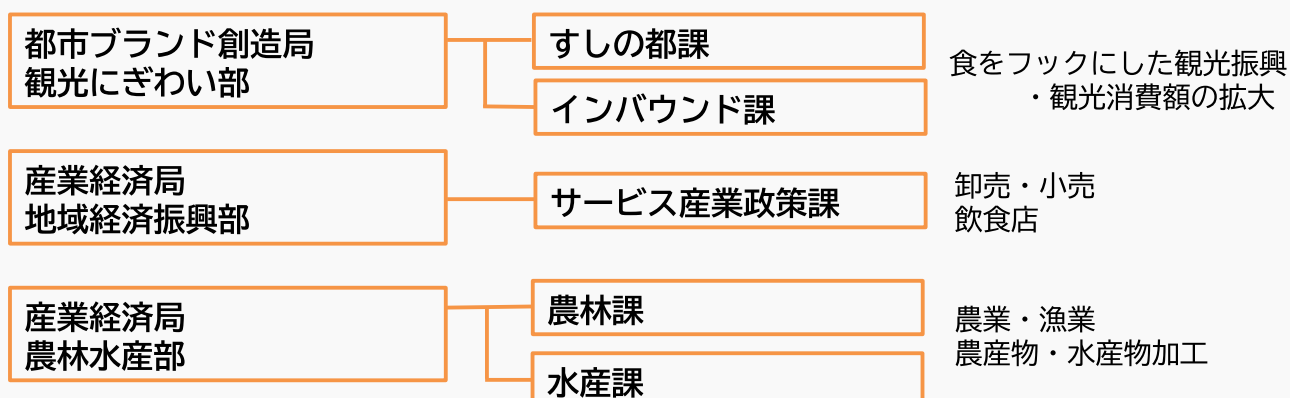 都市ブランド創造局
観光にぎわい部
すしの都課
インバウンド課
食をフックにした観光振興
・観光消費額の拡大
産業経済局
地域経済振興部
サービス産業政策課
卸売・小売
飲食店
産業経済局
農林水産部
農林課
水産課
農業・漁業
農産物・水産物加工